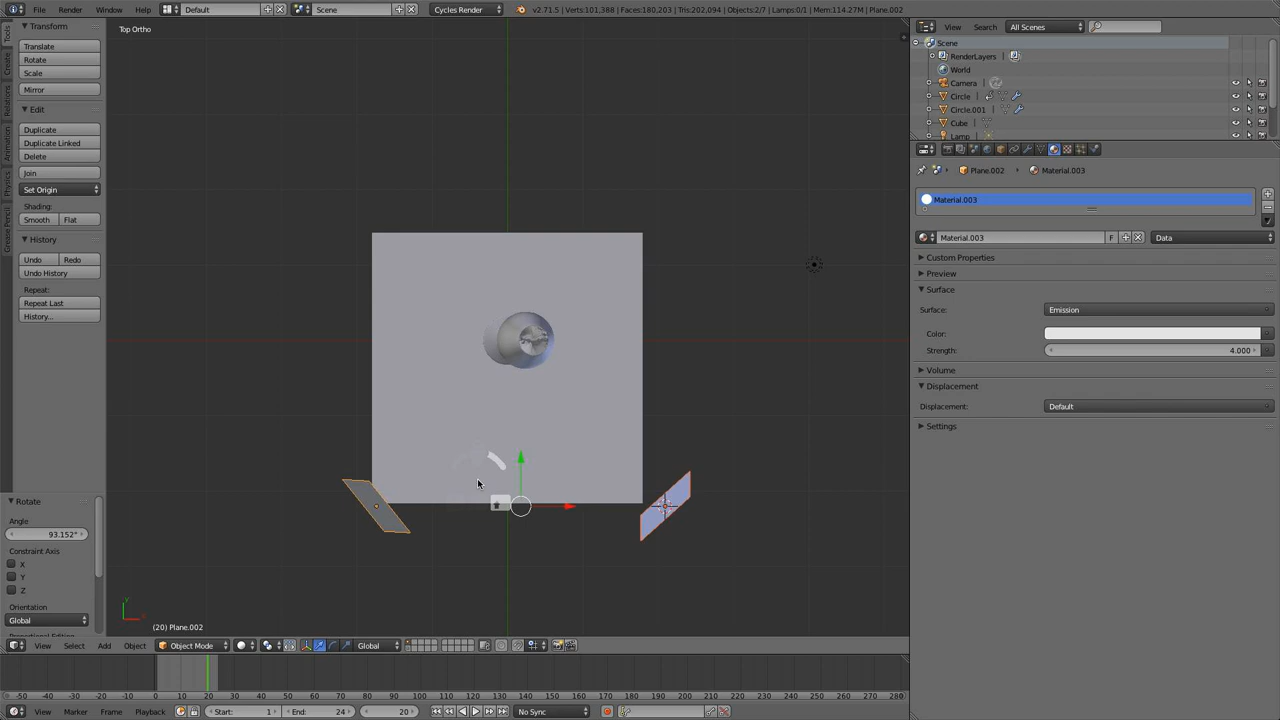 File
Render
Window
Help
Default
Scene
Cycles Render
v2.71.5 | Verts:101,388 | Faces:180,203 | Tris:202,094 | Objects:2/7 | Lamps:0/1 | Mem:114.27M | Plane.002
Transform
Translate
Rotate
Scale
Mirror
Edit
Duplicate
Duplicate Linked
Delete
Join
Set Origin
Shading:
Smooth
Flat
History
Undo
Redo
Undo History
Repeat:
Repeat Last
History...
Rotate
Angle
93.152°
Constraint Axis
X
Y
Z
Orientation
Global
Tools
Create
Relations
Animation
Physics
Grease Pencil
Top Ortho
(20) Plane.002
View
Select
Add
Object
Object Mode
Global
View
Search
All Scenes
Scene
RenderLayers
World
Camera
Circle
Circle.001
Cube
Lamp
Plane.002
Material.003
Material.003
Material.003
F
Data
Custom Properties
Preview
Surface
Surface:
Emission
Color:
Strength:
4.000
Volume
Displacement
Displacement:
Default
Settings
-50 -40 -30 -20 -10 0 10 20 30 40 50 60 70 80 90 100 110 120 130 140 150 160 170 180 190 200 210 220 230 240 250 260 270 280
View
Marker
Frame
Playback
Start: 1
End: 24
20
No Sync